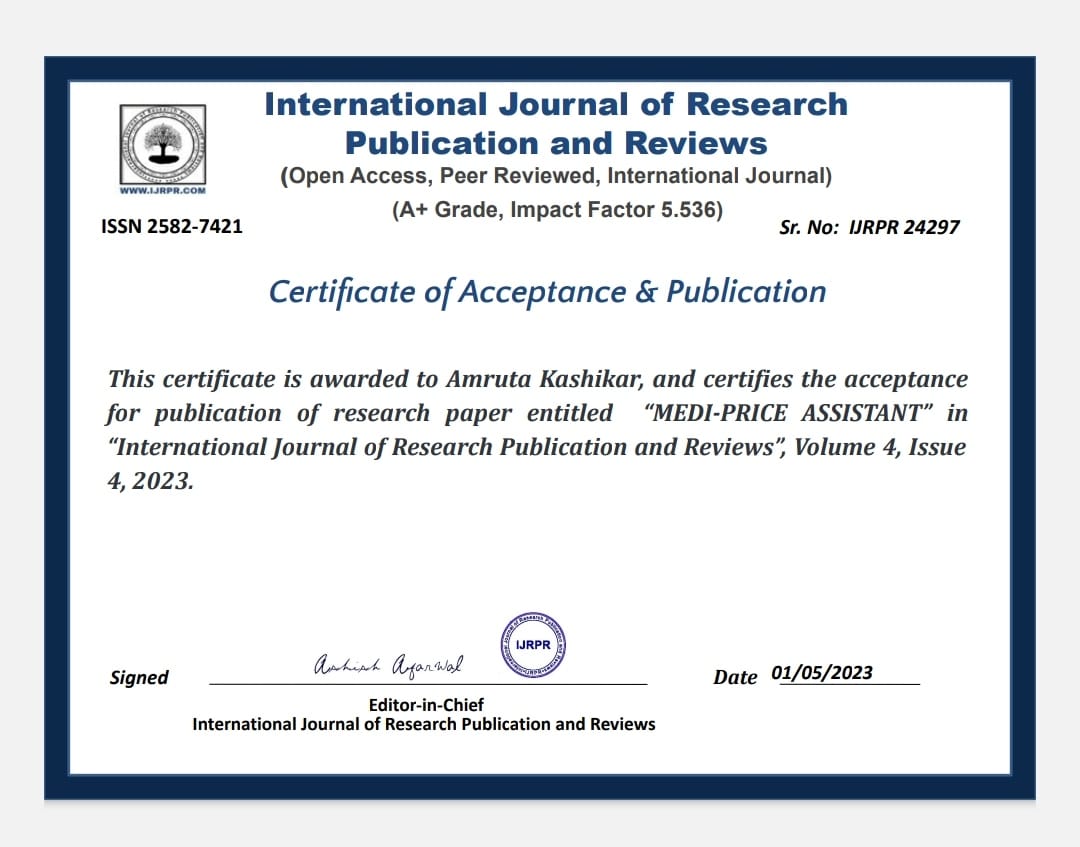 International Journal of Research
Publication and Reviews
(Open Access, Peer Reviewed, International Journal)
(A+ Grade, Impact Factor 5.536)
WWW.IJRPR.COM
ISSN 2582-7421
Sr. No: IJRPR 24297
Certificate of Acceptance & Publication
This certificate is awarded to Amruta Kashikar, and certifies the acceptance
for publication of research paper entitled “MEDI-PRICE ASSISTANT” in
“International Journal of Research Publication and Reviews”, Volume 4, Issue
4, 2023.
IJRPR
Signed
Ashish Agarwal
Date 01/05/2023
Editor-in-Chief
International Journal of Research Publication and Reviews